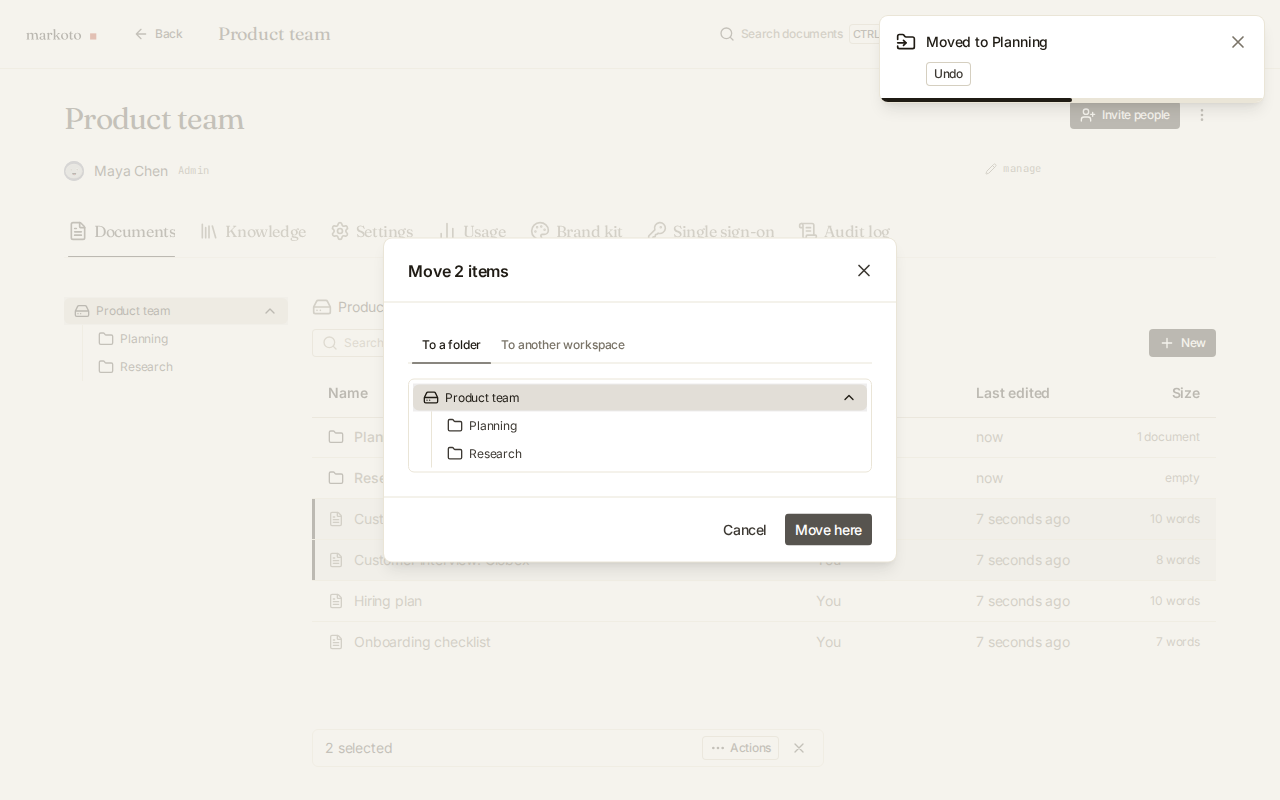 markoto
Back
Product team
Search documents
CTRL
Moved to Planning
Undo
Product team
Invite people
Maya Chen
Admin
manage
Documents
Knowledge
Settings
Usage
Brand kit
Single sign-on
Audit log
Move 2 items
Product team
Planning
Research
Search
New
To a folder
To another workspace
Product team
Planning
Research
Cancel
Move here
Name
Last edited
Size
now
1 document
now
empty
7 seconds ago
10 words
7 seconds ago
8 words
Hiring plan
You
7 seconds ago
10 words
Onboarding checklist
You
7 seconds ago
7 words
2 selected
Actions